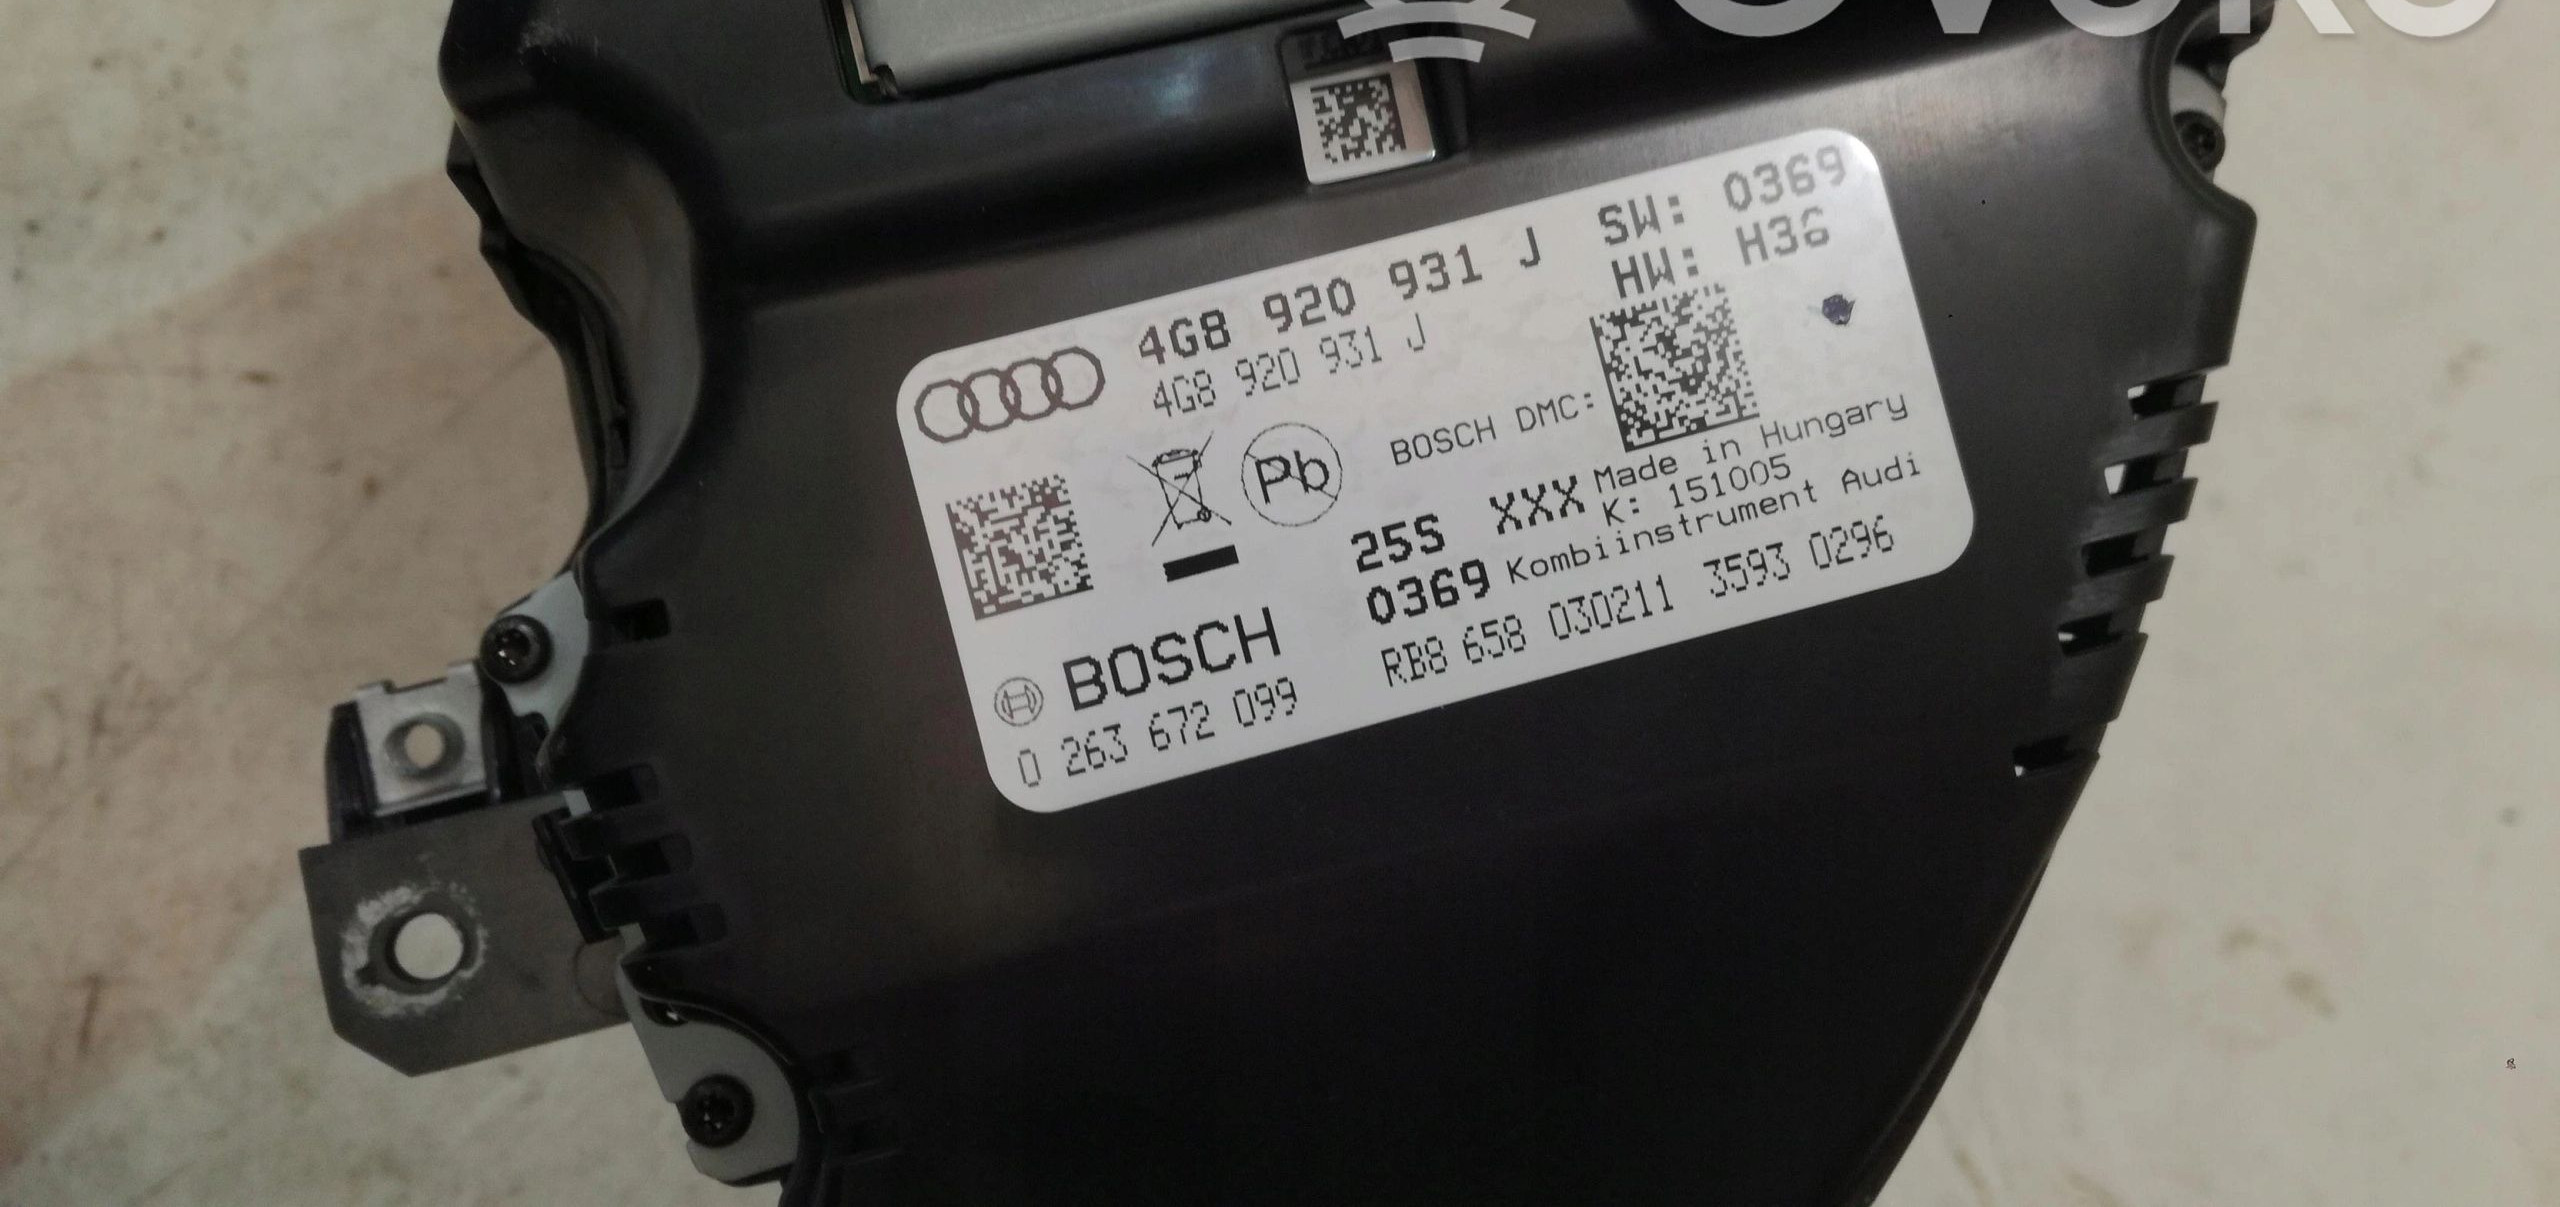 4G8 920 931 J
4G8 920 931 J
SW: 0369
HW: H36
BOSCH DMC:
Pb
Made in Hungary
K: 151005
25S XXX
0369
Kombiinstrument Audi
BOSCH
RB8 658 030211 3593 0296
0 263 672 099